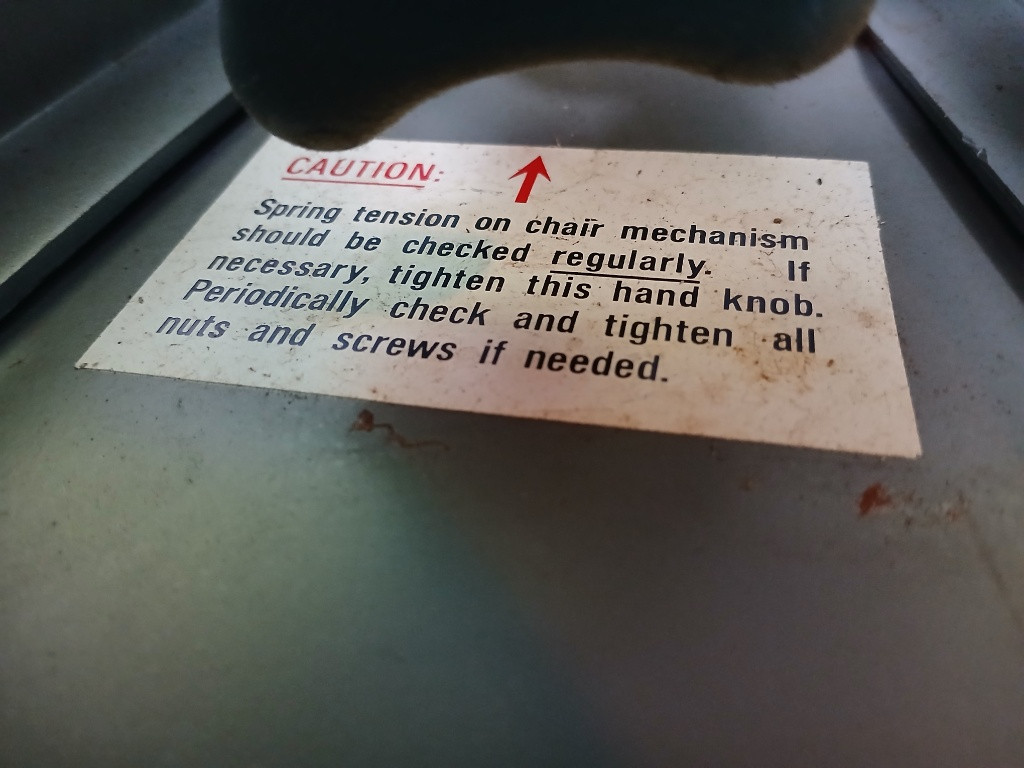 CAUTION:
Spring tension on chair mechanism
should be checked regularly. If
necessary, tighten this hand knob.
Periodically check and tighten all
nuts and screws if needed.